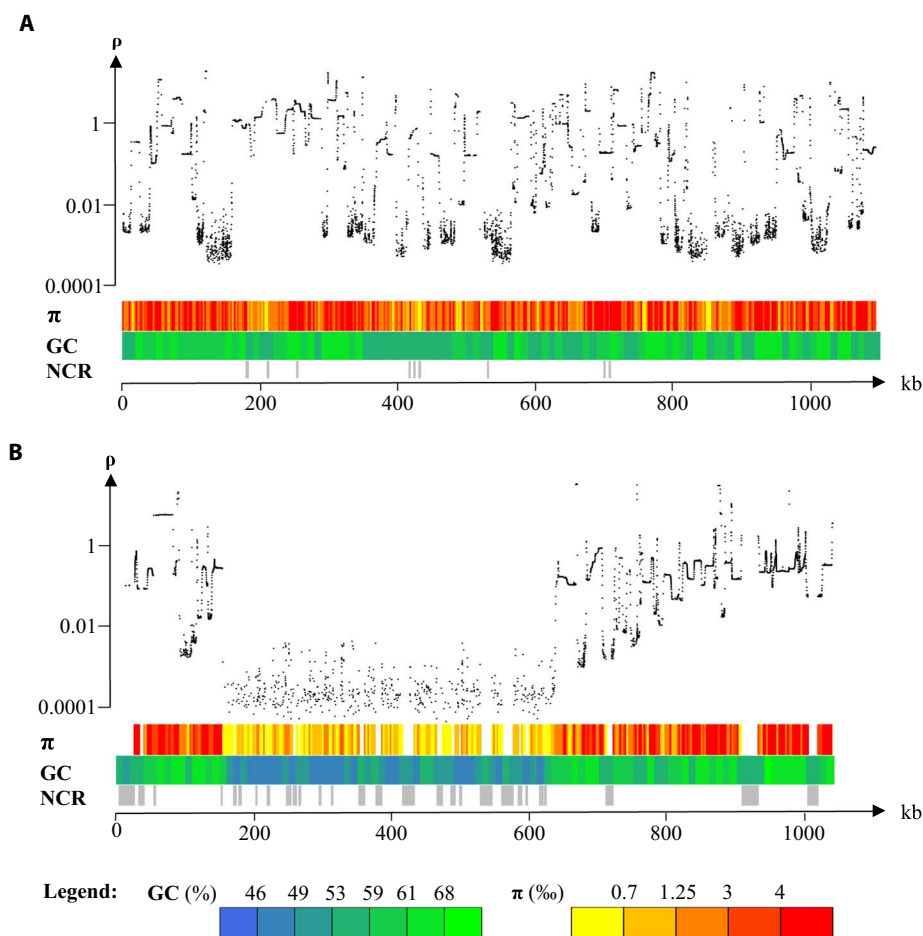 A
ρ
1
0.01
0.0001
π
GC
NCR
0 200 400 600 800 1000 kb
B
ρ
1
0.01
0.0001
π
GC
NCR
0 200 400 600 800 1000 kb
Legend: GC (%) 46 49 53 59 61 68 π (‰) 0.7 1.25 3 4